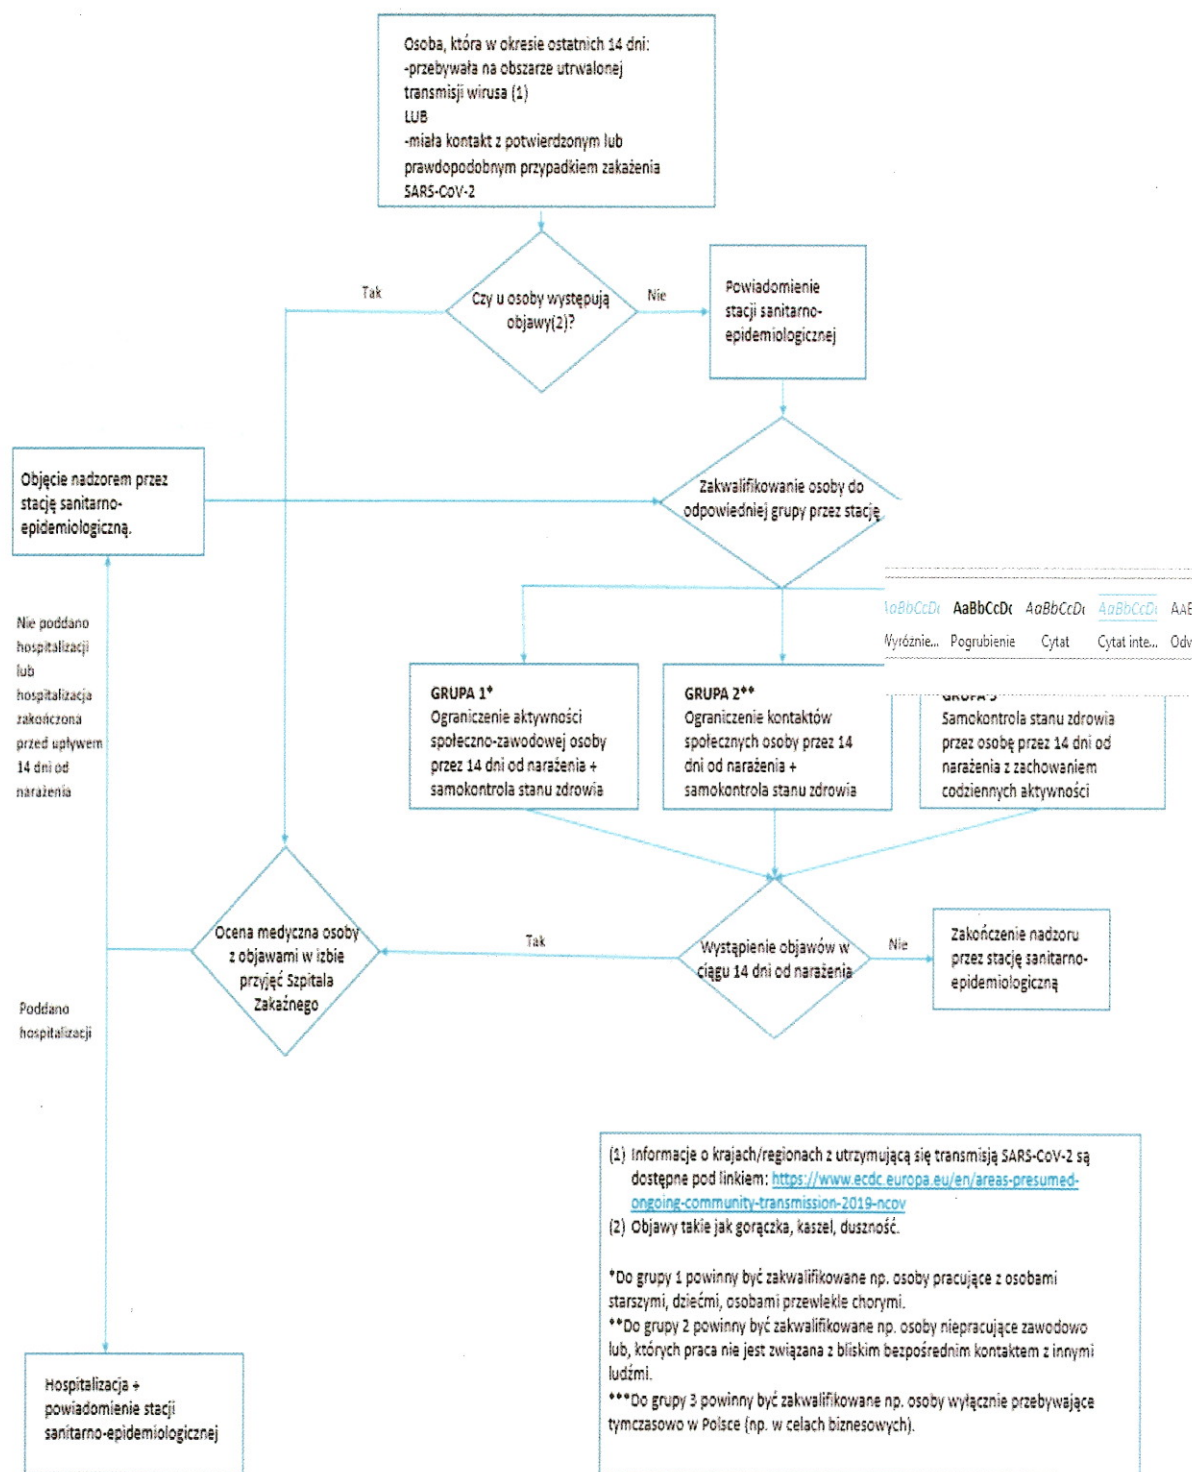 Osoba, która w okresie ostatnich 14 dni:
-przebywała na obszarze utrwalonej
transmisji wirusa (1)
LUB
-miała kontakt z potwierdzonym lub
prawdopodobnym przypadkiem zakażenia
SARS-CoV-2
Tak
Czy u osoby występują
objawy(2)?
Nie
Powiadomienie
stacji sanitarno-
epidemiologicznej
Objęcie nadzorem przez
stację sanitarno-
epidemiologiczną.
Zakwalifikowanie osoby do
odpowiedniej grupy przez stację
AaBbCcDc AaBbCcDc AaBbCcDc AaBbCcDc AAB
Wyróżnie... Pogrubienie Cytat Cytat inte... Odv
Nie poddano
hospitalizacji
lub
hospitalizacja
zakończona
przed upływem
14 dni od
narażenia
GRUPA 1*
Ograniczenie aktywności
społeczno-zawodowej osoby
przez 14 dni od narażenia +
samokontrola stanu zdrowia
GRUPA 2**
Ograniczenie kontaktów
społecznych osoby przez 14
dni od narażenia +
samokontrola stanu zdrowia
GRUPA 3
Samokontrola stanu zdrowia
przez osobę przez 14 dni od
narażenia z zachowaniem
codziennych aktywności
Ocena medyczna osoby
z objawami w izbie
przyjęć Szpitala
Zakaźnego
Tak
Wystąpienie objawów w
ciągu 14 dni od narażenia
Nie
Zakończenie nadzoru
przez stację sanitarno-
epidemiologiczną
Poddano
hospitalizacji
(1) Informacje o krajach/regionach z utrzymującą się transmisją SARS-CoV-2 są
dostępne pod linkiem: https://www.ecdc.europa.eu/en/areas-presumed-
ongoing-community-transmission-2019-ncov
(2) Objawy takie jak gorączka, kaszel, duszność.
*Do grupy 1 powinny być zakwalifikowane np. osoby pracujące z osobami
starszymi, dziećmi, osobami przewlekle chorymi.
**Do grupy 2 powinny być zakwalifikowane np. osoby niepracujące zawodowo
lub, których praca nie jest związana z bliskim bezpośrednim kontaktem z innymi
ludźmi.
***Do grupy 3 powinny być zakwalifikowane np. osoby wyłącznie przebywające
tymczasowo w Polsce (np. w celach biznesowych).
Hospitalizacja +
powiadomienie stacji
sanitarno-epidemiologicznej